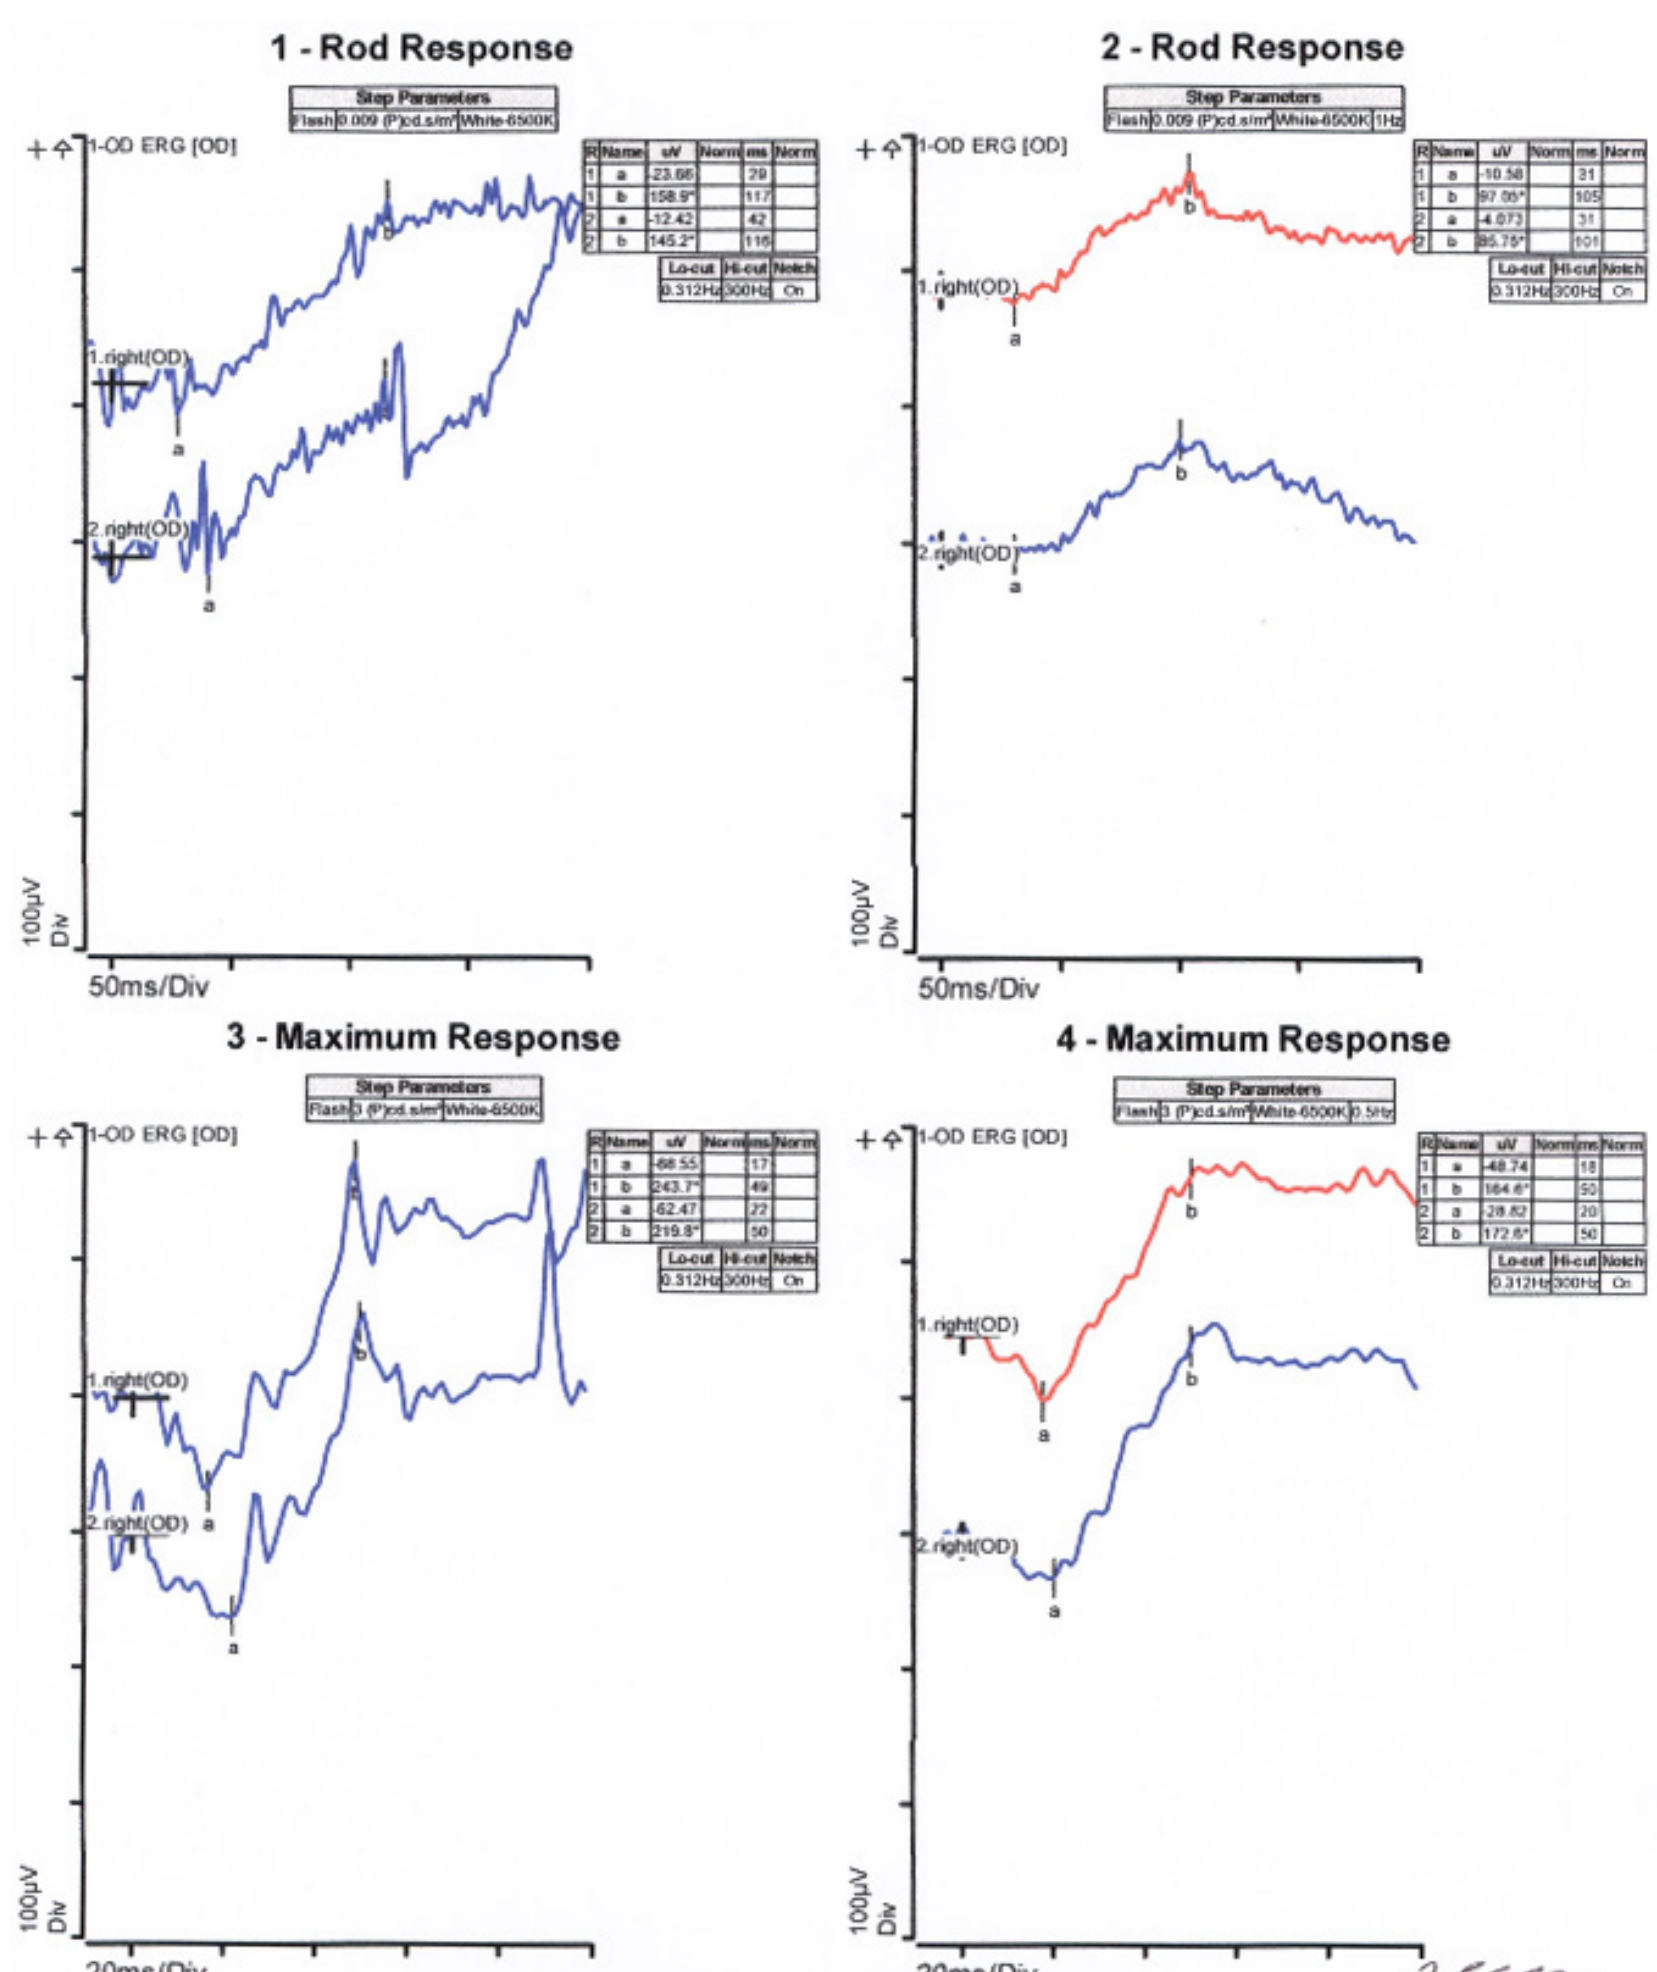 1 - Rod Response
Step Parameters
Flash 0.009 (P)cd.s/m² White-6500K
1-OD ERG [OD]
R Name uV Norm ms Norm
1 a -23.66 29
1 b 158.9* 117
2 a -12.42 42
2 b 145.2* 116
Lo-cut Hi-cut Notch
0.312Hz 300Hz On
b
1.right(OD)
a
2.right(OD)
a
100µV
Div
50ms/Div
2 - Rod Response
Step Parameters
Flash 0.009 (P)cd.s/m² White-6500K 1Hz
1-OD ERG [OD]
R Name uV Norm ms Norm
1 a -10.58 31
1 b 97.05* 105
2 a -4.073 31
2 b 85.75* 101
Lo-cut Hi-cut Notch
0.312Hz 300Hz On
b
1.right(OD)
a
b
2.right(OD)
a
100µV
Div
50ms/Div
3 - Maximum Response
Step Parameters
Flash 3 (P)cd.s/m² White-6500K
1-OD ERG [OD]
R Name uV Norm ms Norm
1 a -68.55 17
1 b 243.7* 49
2 a -62.47 22
2 b 219.8* 50
Lo-cut Hi-cut Notch
0.312Hz 300Hz On
b
b
1.right(OD)
a
2.right(OD)
a
100µV
Div
20ms/Div
4 - Maximum Response
Step Parameters
Flash 3 (P)cd.s/m² White-6500K 0.5Hz
1-OD ERG [OD]
R Name uV Norm ms Norm
1 a -48.74 18
1 b 164.6* 50
2 a -28.82 20
2 b 172.6* 50
Lo-cut Hi-cut Notch
0.312Hz 300Hz On
b
1.right(OD)
a
b
2.right(OD)
a
100µV
Div
20ms/Div